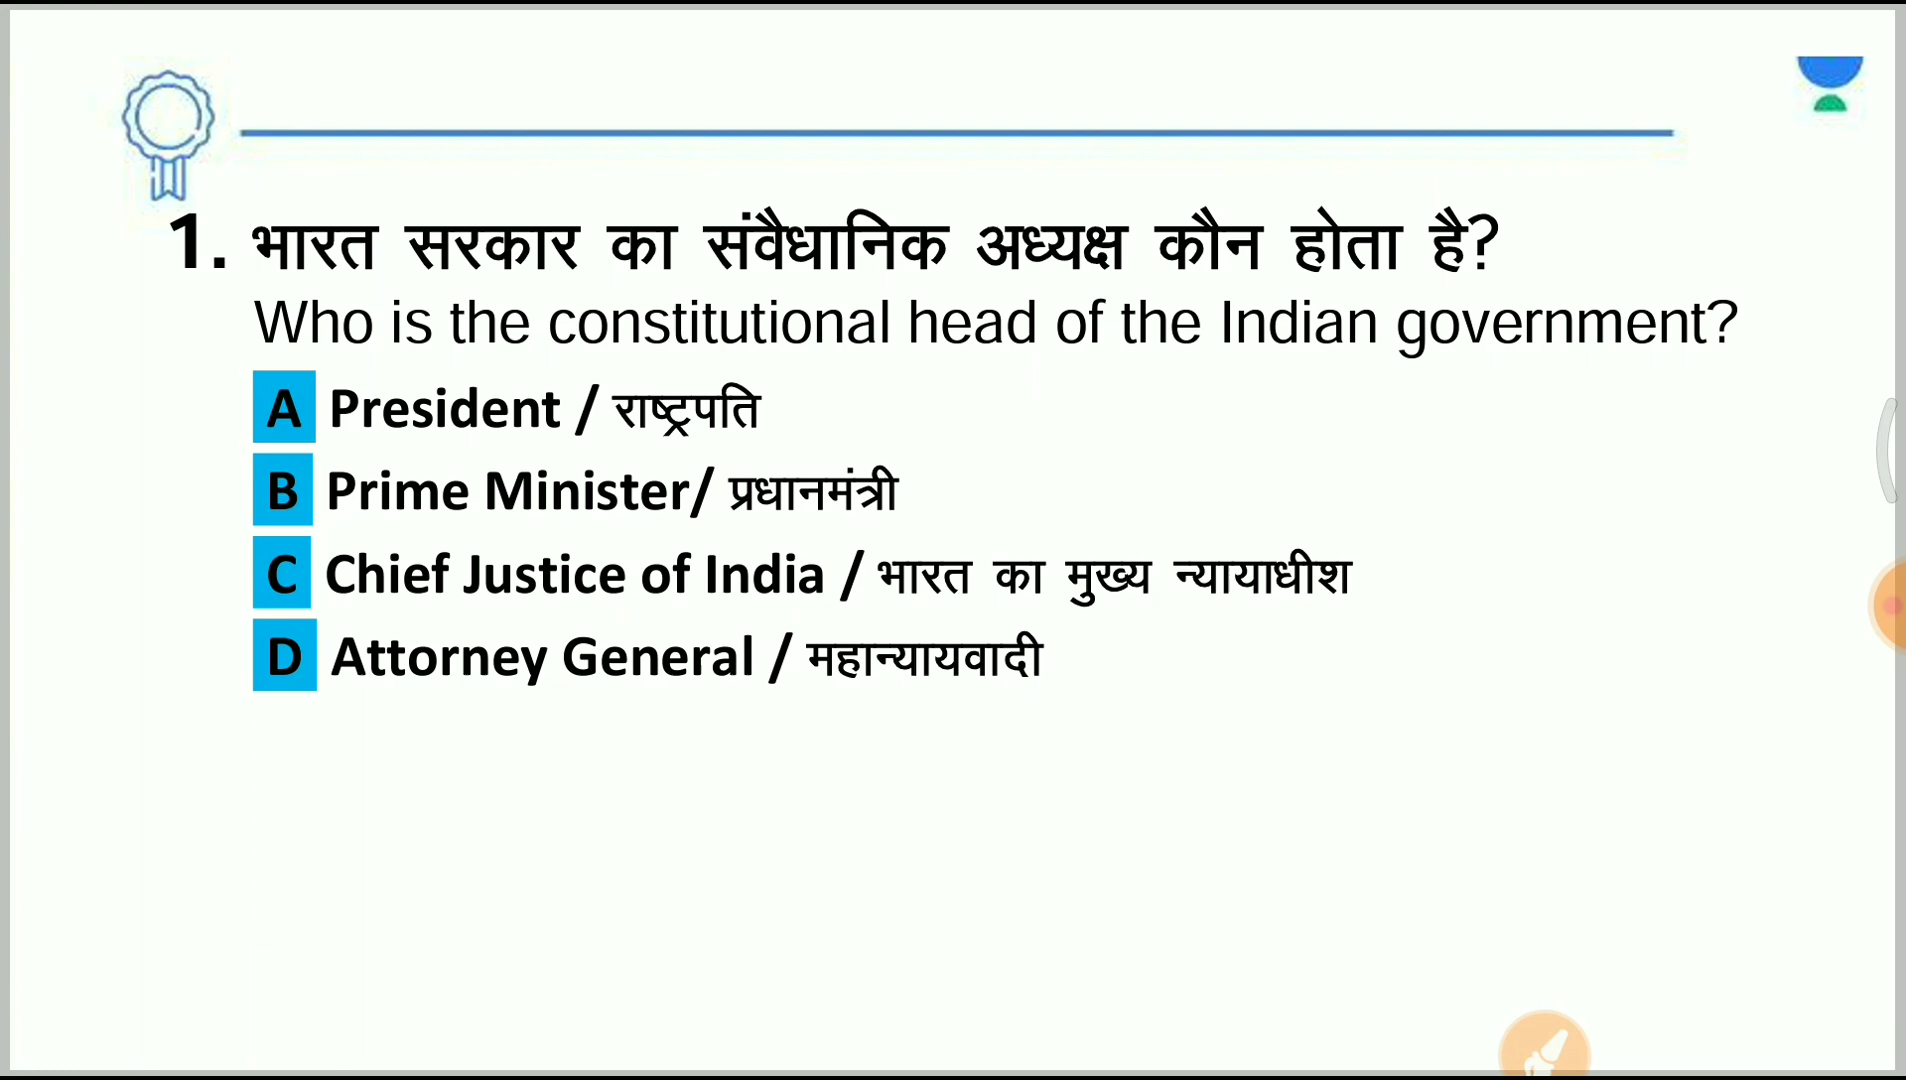 1. भारत सरकार का संवैधानिक अध्यक्ष कौन होता है?
Who is the constitutional head of the Indian government?
A President / राष्ट्रपति
B Prime Minister/ प्रधानमंत्री
C Chief Justice of India / भारत का मुख्य न्यायाधीश
D Attorney General / महान्यायवादी